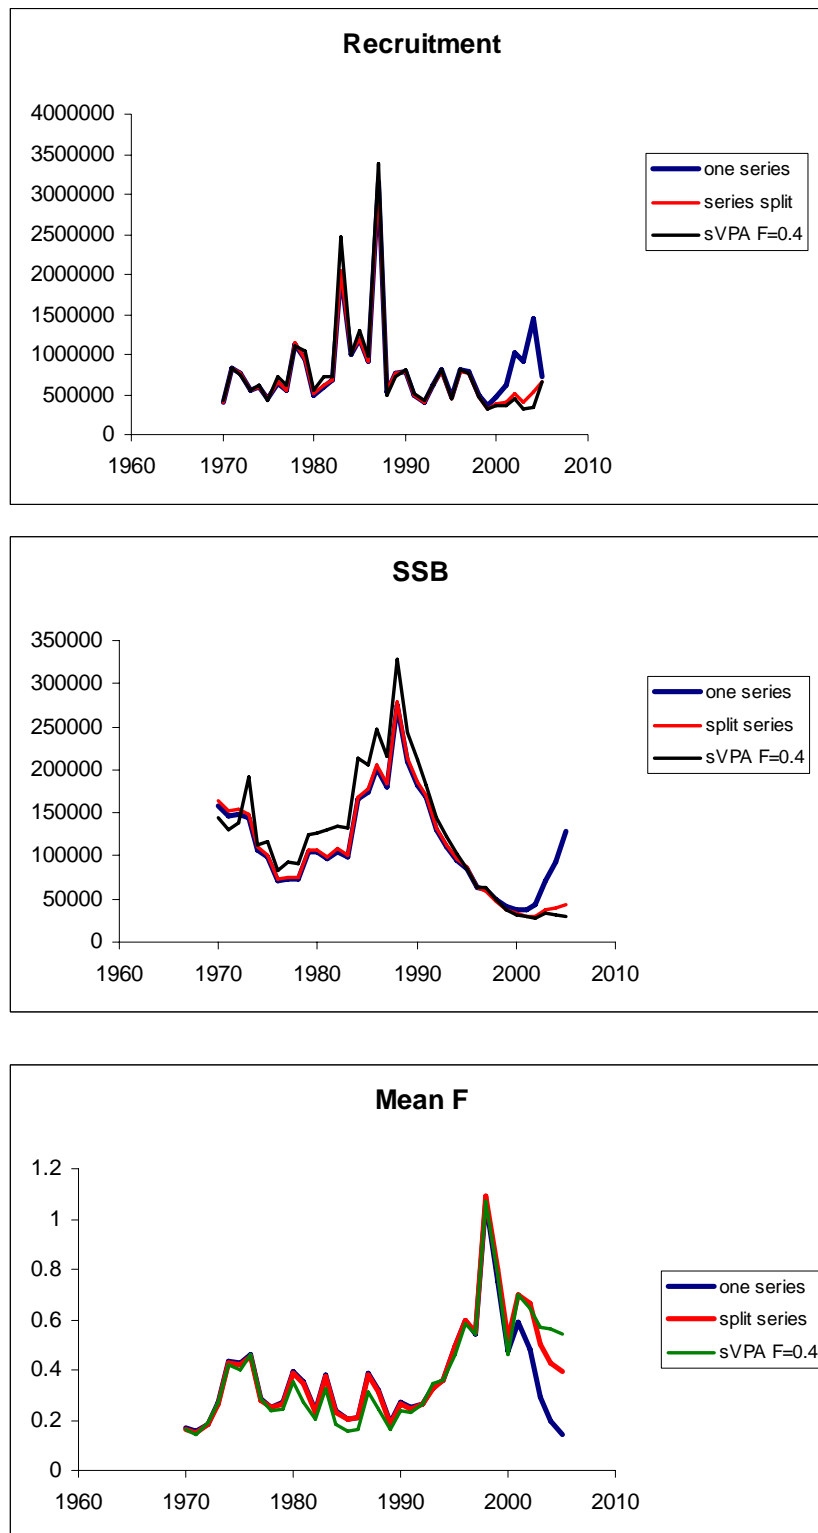 Recruitment
4000000
3500000
3000000
2500000
2000000
1500000
1000000
500000
0
1960 1970 1980 1990 2000 2010
one series
series split
sVPA F=0.4
SSB
350000
300000
250000
200000
150000
100000
50000
0
1960 1970 1980 1990 2000 2010
one series
split series
sVPA F=0.4
Mean F
1.2
1
0.8
0.6
0.4
0.2
0
1960 1970 1980 1990 2000 2010
one series
split series
sVPA F=0.4